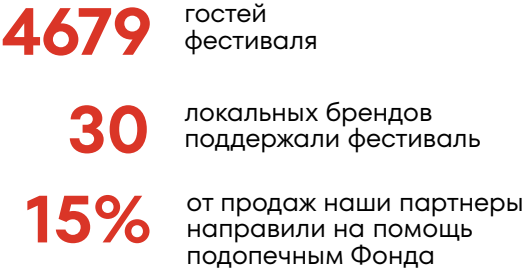 4679 гостей
фестиваля
30 локальных брендов
поддержали фестиваль
15% от продаж наши партнеры
направили на помощь
подопечным Фонда